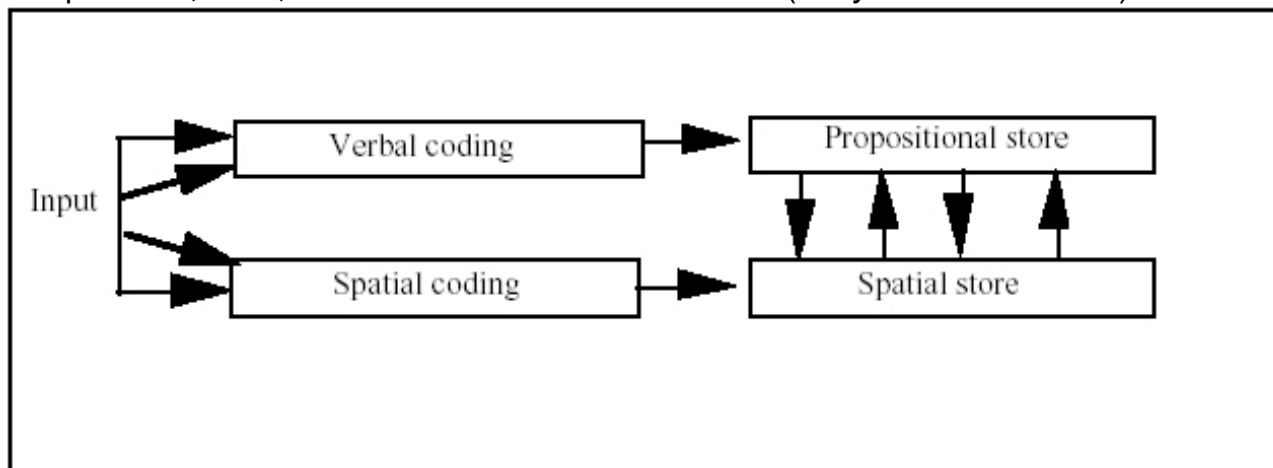 Verbal coding
Propositional store
Input
Spatial coding
Spatial store